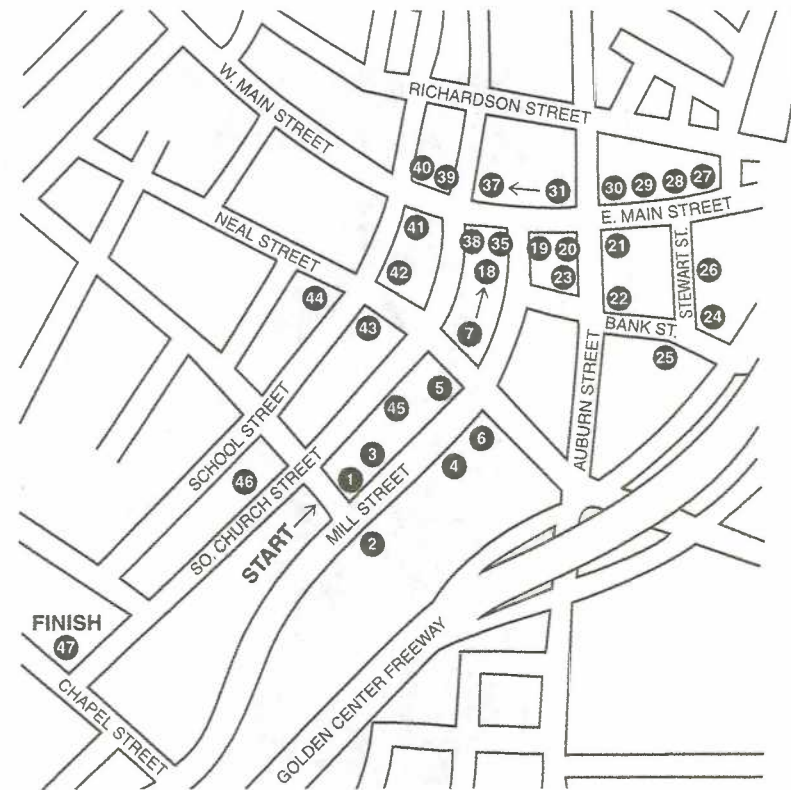 RICHARDSON STREET
W. MAIN STREET
40
39
37
31
30
29
28
27
E. MAIN STREET
NEAL STREET
41
38
35
19
20
21
STEWART ST.
42
18
23
26
44
22
24
43
7
BANK ST.
25
5
AUBURN STREET
45
SCHOOL STREET
6
3
4
46
1
SO. CHURCH STREET
MILL STREET
START
2
FINISH
47
CHAPEL STREET
GOLDEN CENTER FREEWAY